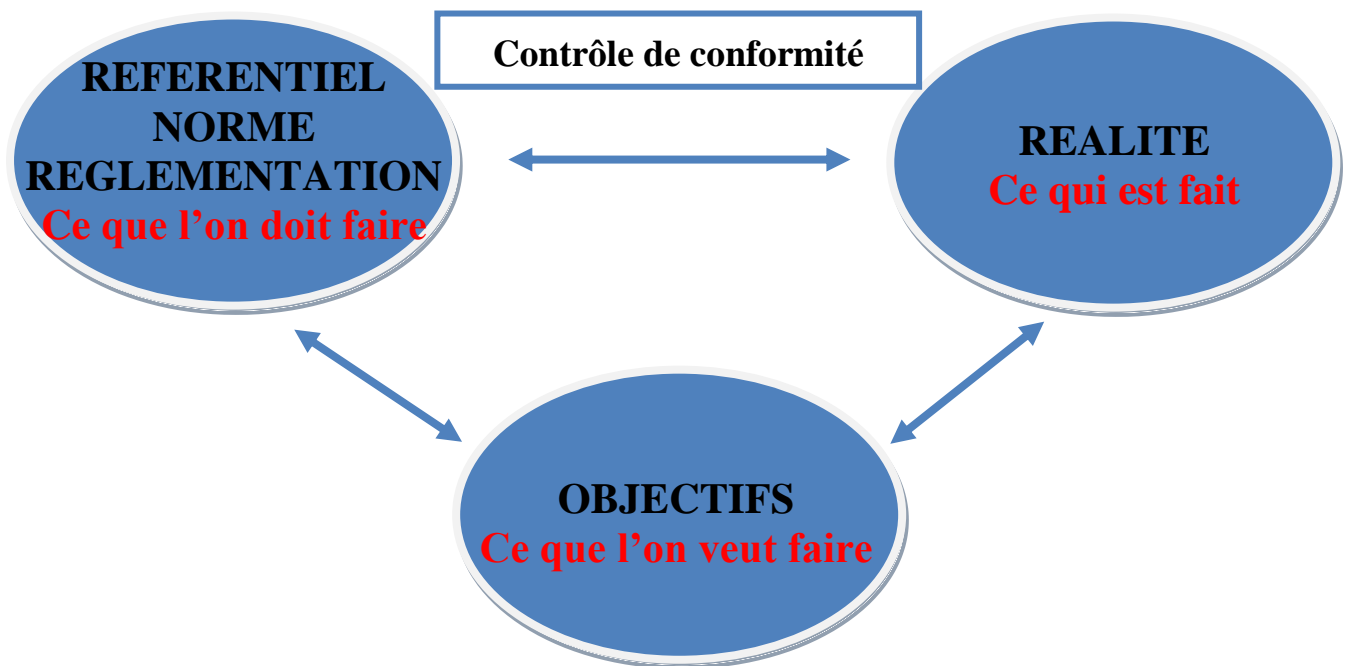 Contrôle de conformité
RÉFERENTIEL
NORME
REGLEMENTATION
Ce que l’on doit faire
REALITE
Ce qui est fait
OBJECTIFS
Ce que l’on veut faire